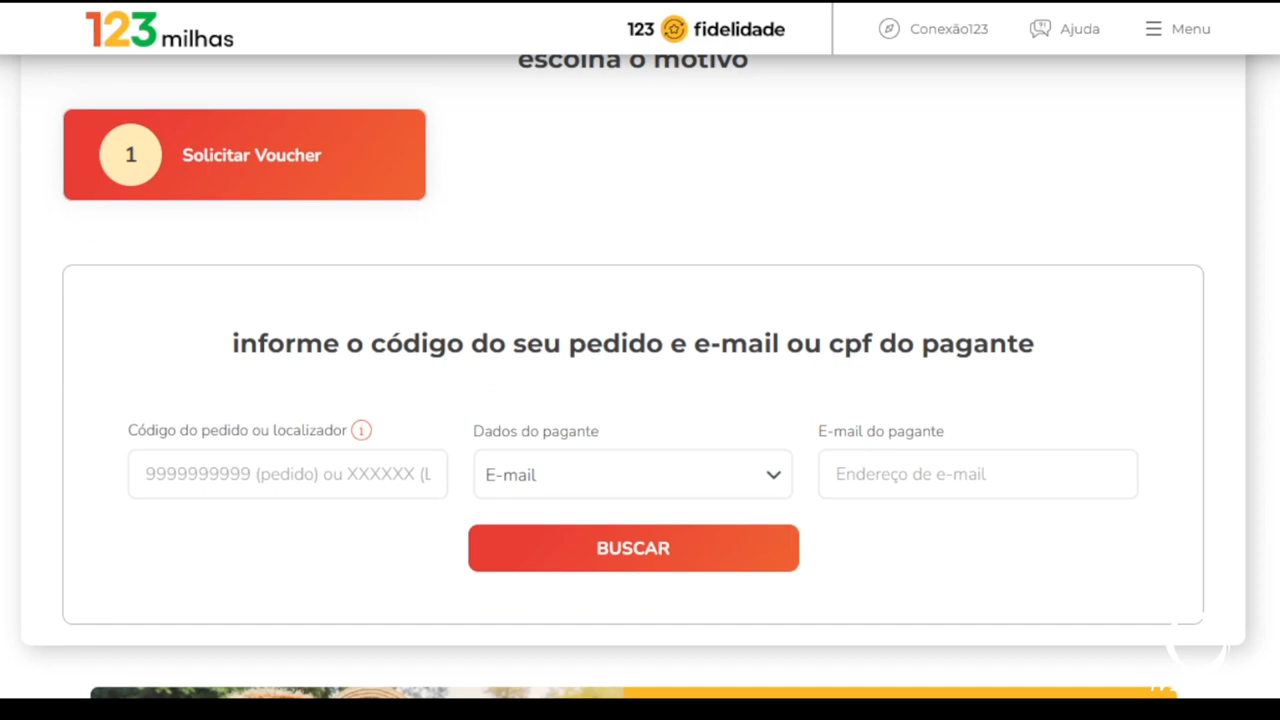 123 milhas
123 fidelidade
Conexão123
Ajuda
Menu
escolha o motivo
1
Solicitar Voucher
informe o código do seu pedido e e-mail ou cpf do pagante
Código do pedido ou localizador i
Dados do pagante
E-mail do pagante
9999999999 (pedido) ou XXXXXX (L
E-mail
Endereço de e-mail
BUSCAR